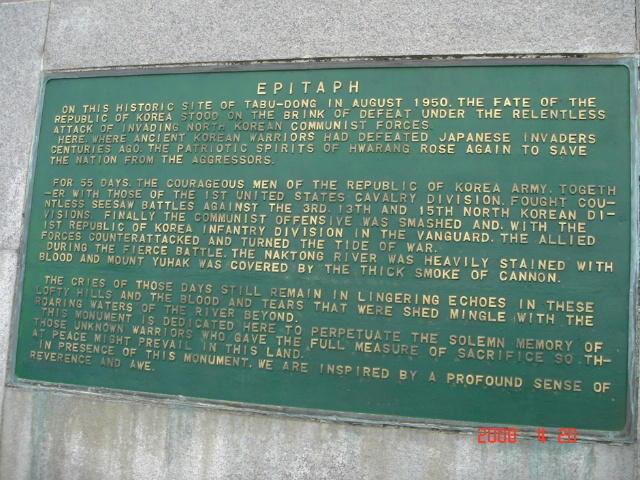 EPITAPH
ON THIS HISTORIC SITE OF TABU-DONG IN AUGUST 1950. THE FATE OF THE
REPUBLIC OF KOREA STOOD ON THE BRINK OF DEFEAT UNDER THE RELENTLESS
ATTACK OF INVADING NORTH KOREAN COMMUNIST FORCES.
HERE, WHERE ANCIENT KOREAN WARRIORS HAD DEFEATED JAPANESE INVADERS
CENTURIES AGO. THE PATRIOTIC SPIRITS OF HWARANG ROSE AGAIN TO SAVE
THE NATION FROM THE AGGRESSORS.
FOR 55 DAYS. THE COURAGEOUS MEN OF THE REPUBLIC OF KOREA ARMY. TOGETH
-ER WITH THOSE OF THE 1ST UNITED STATES CAVALRY DIVISION. FOUGHT COU-
NTLESS SEESAW BATTLES AGAINST THE 3RD. 13TH AND 15TH NORTH KOREAN DI-
VISIONS. FINALLY THE COMMUNIST OFFENSIVE WAS SMASHED AND. WITH THE
1ST REPUBLIC OF KOREA INFANTRY DIVISION IN THE VANGUARD. THE ALLIED
FORCES COUNTERATTACKED AND TURNED THE TIDE OF WAR.
DURING THE FIERCE BATTLE. THE NAKTONG RIVER WAS HEAVILY STAINED WITH
BLOOD AND MOUNT YUHAK WAS COVERED BY THE THICK SMOKE OF CANNON.
THE CRIES OF THOSE DAYS STILL REMAIN IN LINGERING ECHOES IN THESE
LOFTY HILLS AND THE BLOOD AND TEARS THAT WERE SHED MINGLE WITH THE
ROARING WATERS OF THE RIVER BEYOND.
THIS MONUMENT IS DEDICATED HERE TO PERPETUATE THE SOLEMN MEMORY OF
THOSE UNKNOWN WARRIORS WHO GAVE THE FULL MEASURE OF SACRIFICE SO TH-
AT PEACE MIGHT PREVAIL IN THIS LAND.
IN PRESENCE OF THIS MONUMENT. WE ARE INSPIRED BY A PROFOUND SENSE OF
REVERENCE AND AWE.
2008 4 20